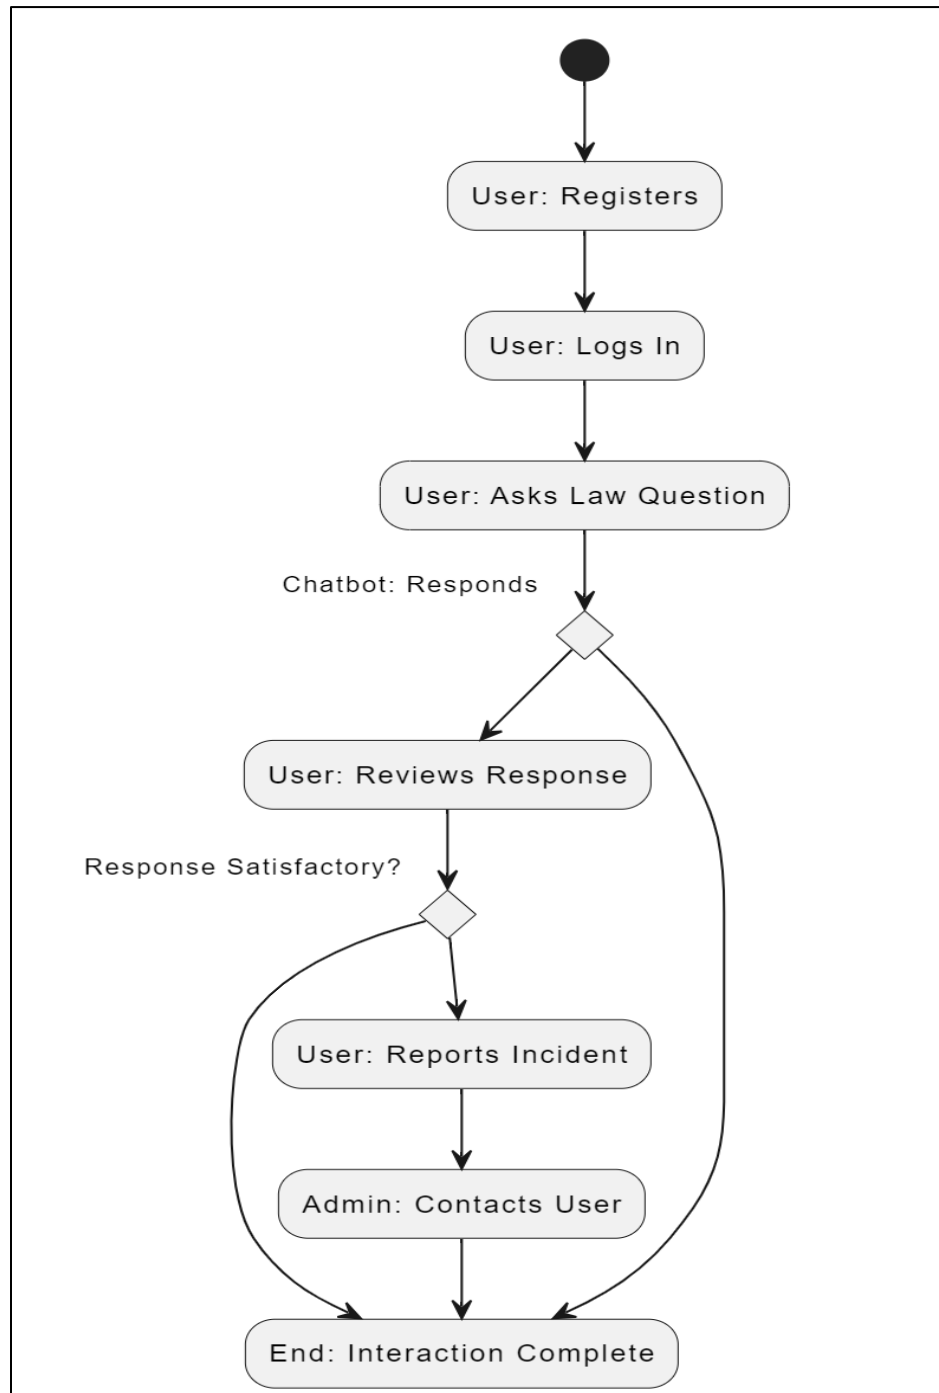 User: Registers
User: Logs In
User: Asks Law Question
Chatbot: Responds
User: Reviews Response
Response Satisfactory?
User: Reports Incident
Admin: Contacts User
End: Interaction Complete